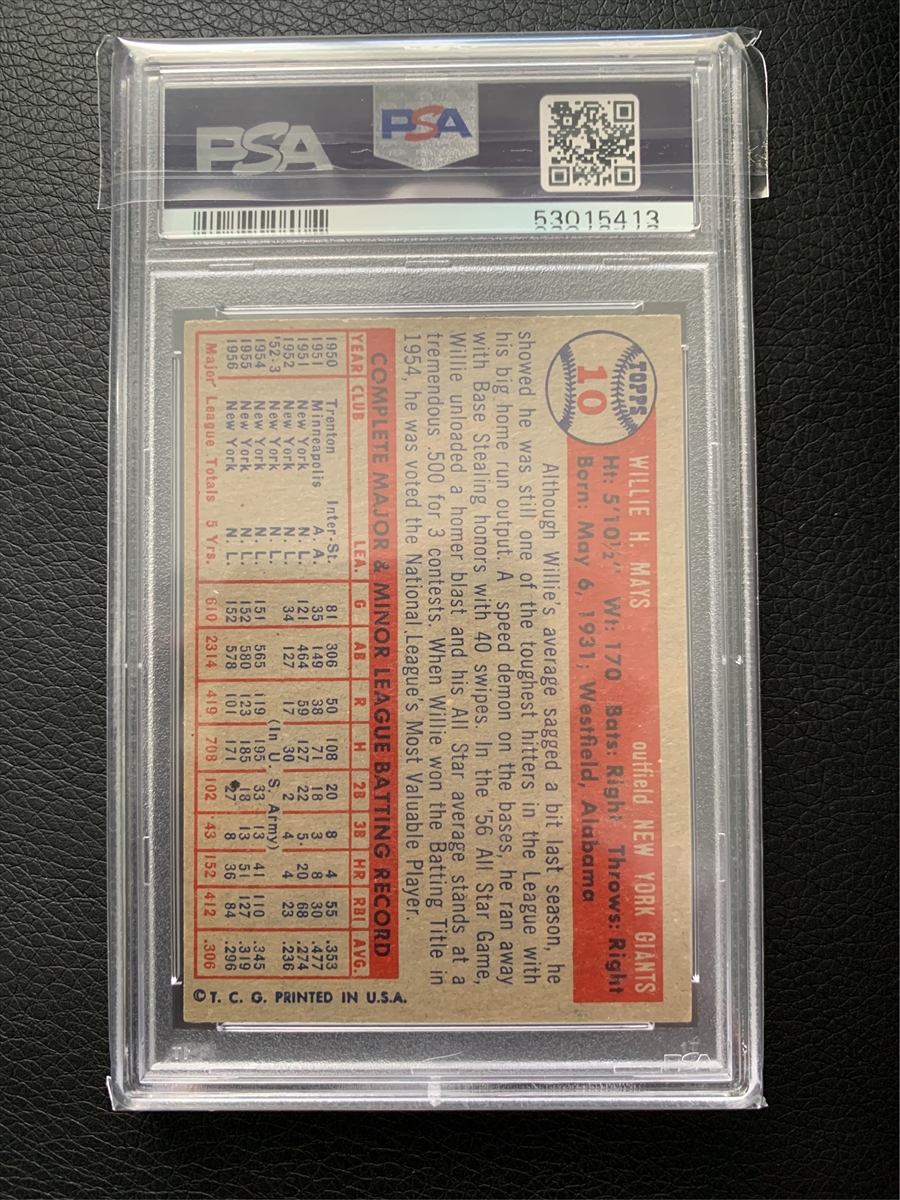 PSA
PSA
53015413
TOPPS
10
WILLIE H. MAYS
outfield NEW YORK GIANTS
Ht: 5'10½" Wt: 170 Bats: Right Throws: Right
Born: May 6, 1931; Westfield, Alabama
Although Willie's average sagged a bit last season, he
showed he was still one of the toughest hitters in the League with
his big home run output. A speed demon on the bases, he ran away
with Base Stealing honors with 40 swipes. In the '56 All Star Game,
Willie unloaded a homer blast and his All Star average stands at a
tremendous .500 for 3 contests. When Willie won the Batting Title in
1954, he was voted the National League's Most Valuable Player.
COMPLETE MAJOR & MINOR LEAGUE BATTING RECORD
YEAR CLUB LEA. G AB R H 2B 3B HR RBI AVG.
1950 Trenton Inter-St. 81 306 50 108 20 8 4 55 .353
1951 Minneapolis A. A. 35 149 38 71 18 3 8 30 .477
1951 New York N. L. 121 464 59 127 22 5 20 68 .274
1952 New York N. L. 34 127 17 30 2 4 4 23 .236
'52-3 (In U. S. Army)
1954 New York N. L. 151 565 119 195 33 13 41 110 .345
1955 New York N. L. 152 580 123 185 18 13 51 127 .319
1956 New York N. L. 152 578 101 171 27 8 36 84 .296
Major League Totals 5 Yrs. 610 2314 419 708 102 43 152 412 .306
© T. C. G. PRINTED IN U.S.A.
PSA